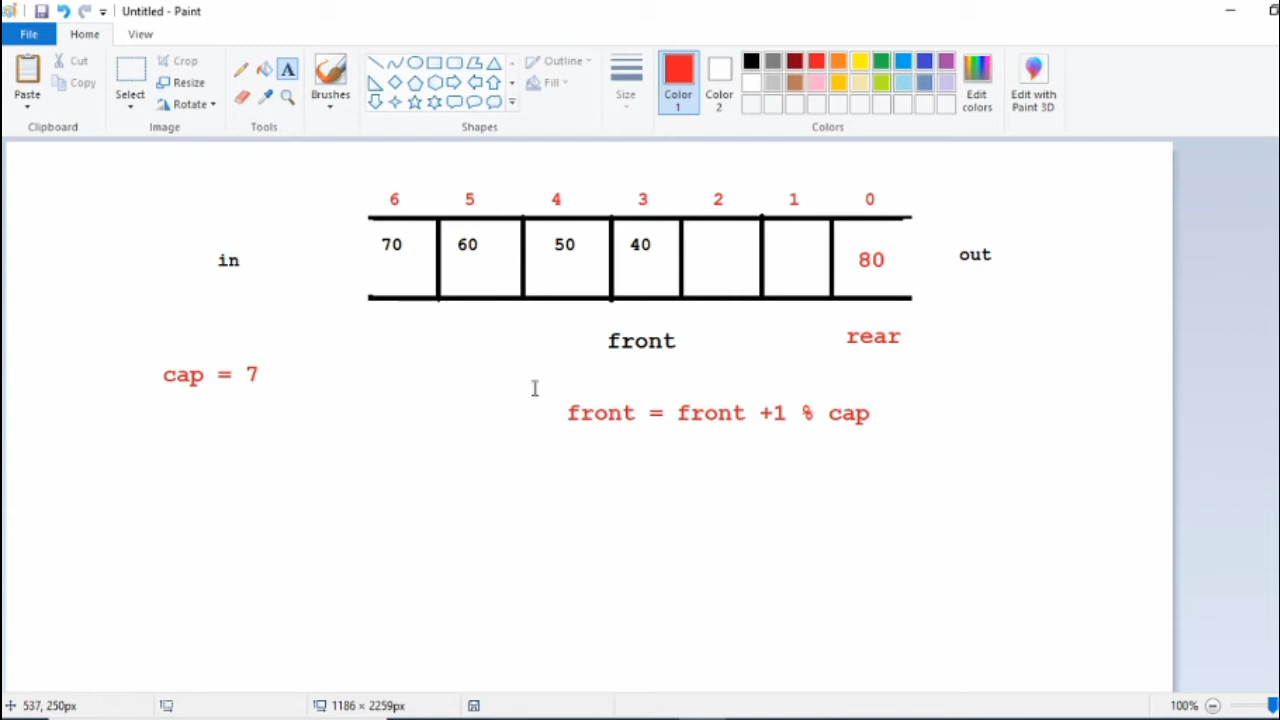 Untitled - Paint
File Home View
Paste
Cut
Copy
Clipboard
Select
Crop
Resize
Rotate
Image
A
Tools
Brushes
Outline
Fill
Shapes
Size
Color 1
Color 2
Edit colors
Colors
Edit with Paint 3D
6 5 4 3 2 1 0
in 70 60 50 40 80 out
front rear
cap = 7
front = front +1 % cap
537, 250px 1186 × 2259px 100%